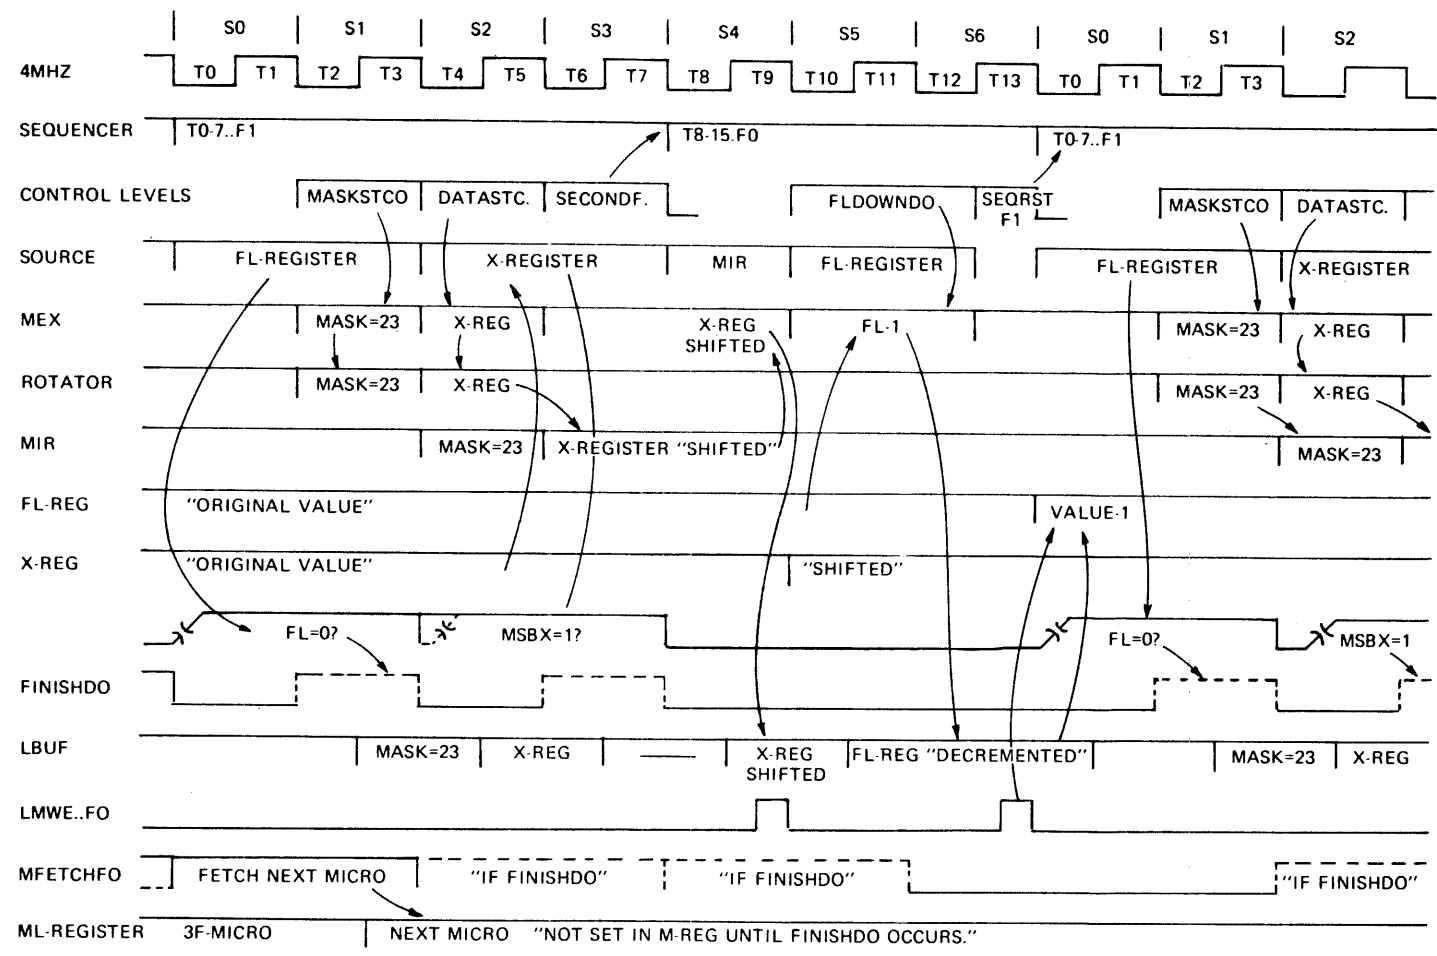 S0 S1 S2 S3 S4 S5 S6 S0 S1 S2
4MHZ T0 T1 T2 T3 T4 T5 T6 T7 T8 T9 T10 T11 T12 T13 T0 T1 T2 T3
SEQUENCER T0-7..F1 T8-15.F0 T0-7..F1
CONTROL LEVELS MASKSTCO DATASTC. SECONDF. FLDOWNDO SEQRST MASKSTCO DATASTC.
F1
SOURCE FL-REGISTER X-REGISTER MIR FL-REGISTER FL-REGISTER X-REGISTER
MEX MASK=23 X-REG X-REG FL-1 MASK=23 X-REG
SHIFTED
ROTATOR MASK=23 X-REG MASK=23 X-REG
MIR MASK=23 X-REGISTER "SHIFTED" MASK=23
FL-REG "ORIGINAL VALUE" VALUE-1
X-REG "ORIGINAL VALUE" "SHIFTED"
FL=0? MSBX=1? FL=0? MSBX=1
FINISHDO
LBUF MASK=23 X-REG X-REG FL-REG "DECREMENTED" MASK=23 X-REG
SHIFTED
LMWE..FO
MFETCHFO FETCH NEXT MICRO "IF FINISHDO" "IF FINISHDO" "IF FINISHDO"
ML-REGISTER 3F-MICRO NEXT MICRO "NOT SET IN M-REG UNTIL FINISHDO OCCURS."